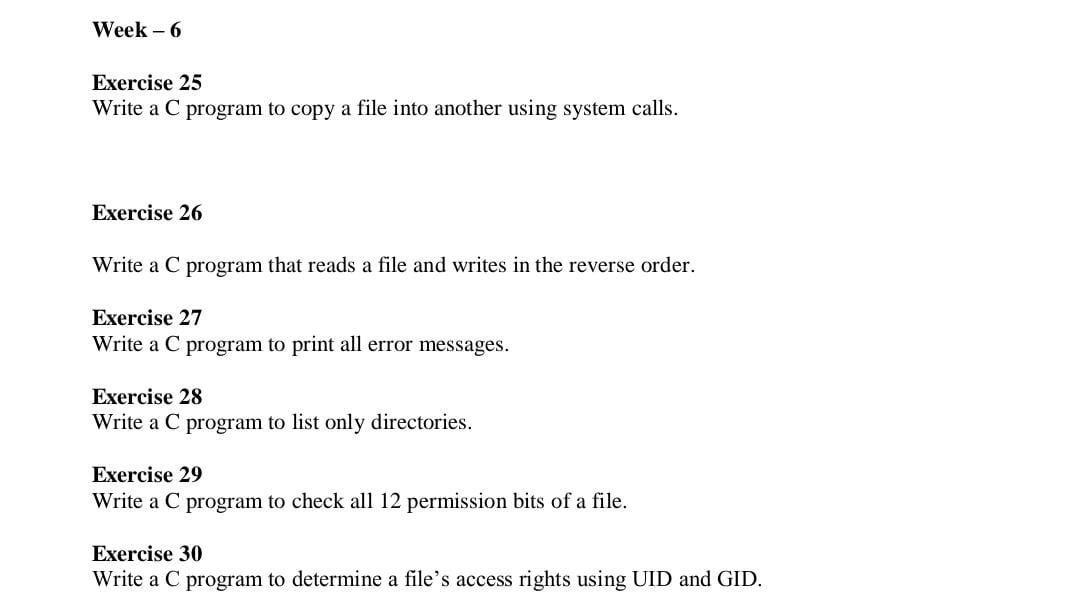 Week – 6
Exercise 25
Write a C program to copy a file into another using system calls.
Exercise 26
Write a C program that reads a file and writes in the reverse order.
Exercise 27
Write a C program to print all error messages.
Exercise 28
Write a C program to list only directories.
Exercise 29
Write a C program to check all 12 permission bits of a file.
Exercise 30
Write a C program to determine a file’s access rights using UID and GID.